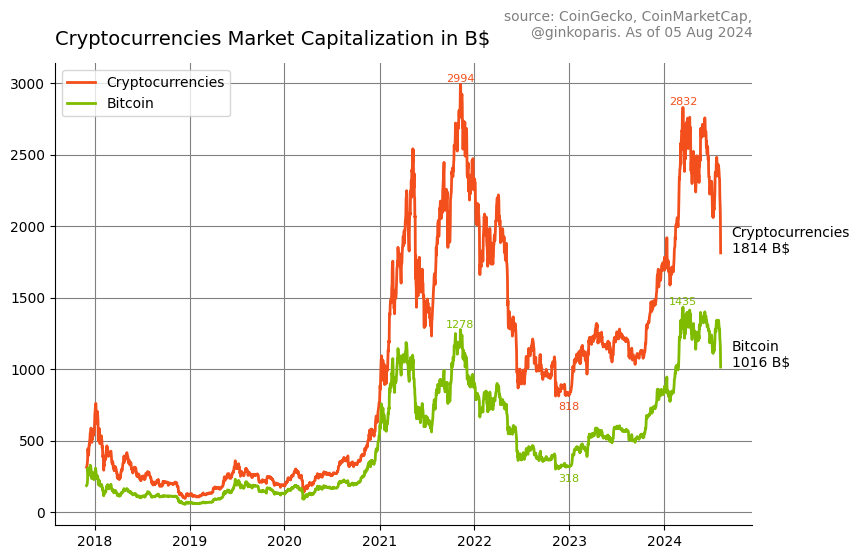 source: CoinGecko, CoinMarketCap,
@ginkoparis. As of 05 Aug 2024
Cryptocurrencies Market Capitalization in B$
Cryptocurrencies
Bitcoin
3000
2500
2000
1500
1000
500
0
2994
2832
1278
1435
818
318
Cryptocurrencies
1814 B$
Bitcoin
1016 B$
2018
2019
2020
2021
2022
2023
2024